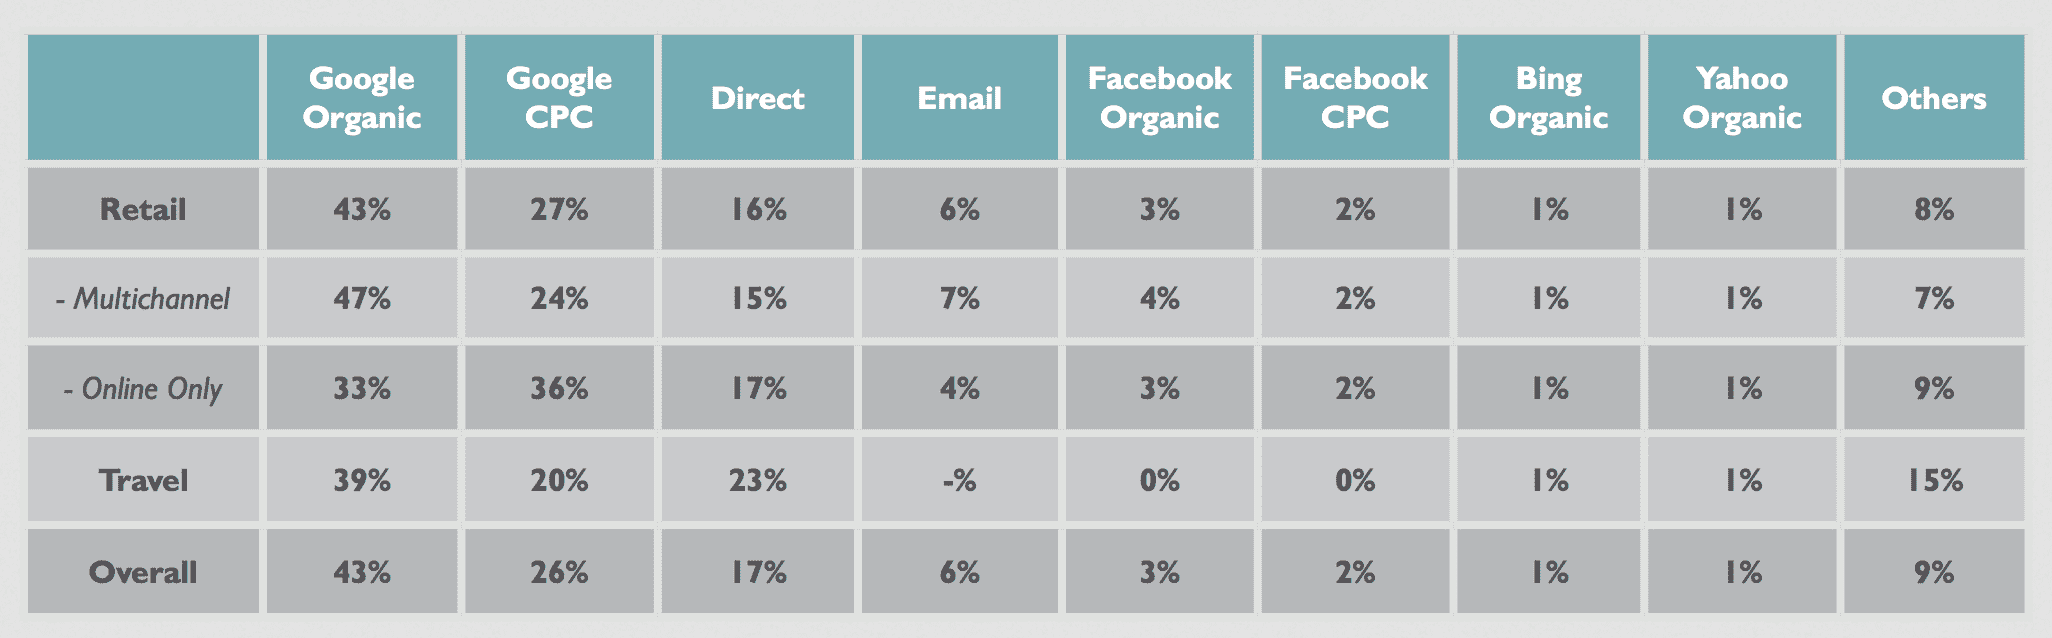 Google Organic Google CPC Direct Email Facebook Organic Facebook CPC Bing Organic Yahoo Organic Others
Retail 43% 27% 16% 6% 3% 2% 1% 1% 8%
- Multichannel 47% 24% 15% 7% 4% 2% 1% 1% 7%
- Online Only 33% 36% 17% 4% 3% 2% 1% 1% 9%
Travel 39% 20% 23% -% 0% 0% 1% 1% 15%
Overall 43% 26% 17% 6% 3% 2% 1% 1% 9%